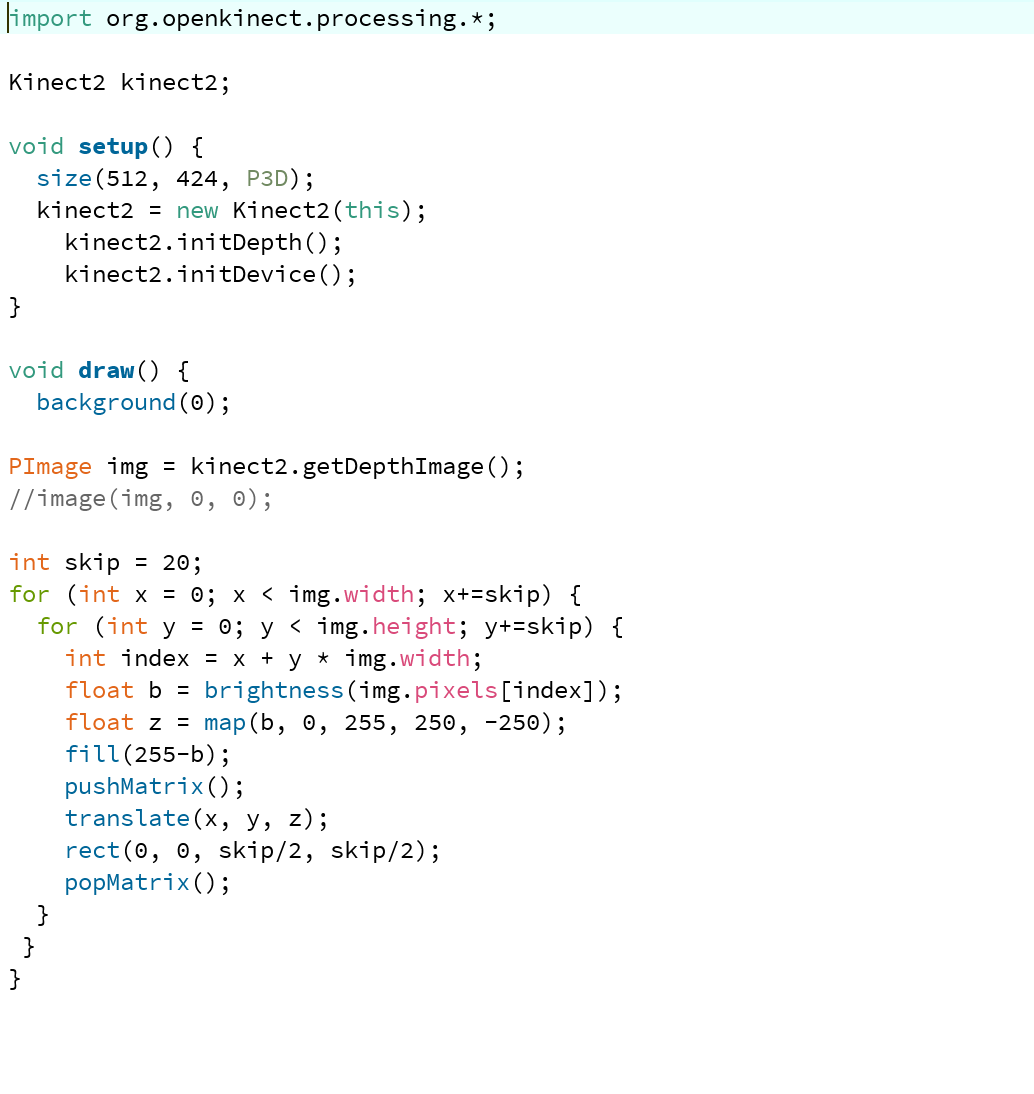 import org.openkinect.processing.*;

Kinect2 kinect2;

void setup() {
  size(512, 424, P3D);
  kinect2 = new Kinect2(this);
    kinect2.initDepth();
    kinect2.initDevice();
}

void draw() {
  background(0);

PImage img = kinect2.getDepthImage();
//image(img, 0, 0);

int skip = 20;
for (int x = 0; x < img.width; x+=skip) {
  for (int y = 0; y < img.height; y+=skip) {
    int index = x + y * img.width;
    float b = brightness(img.pixels[index]);
    float z = map(b, 0, 255, 250, -250);
    fill(255-b);
    pushMatrix();
    translate(x, y, z);
    rect(0, 0, skip/2, skip/2);
    popMatrix();
  }
 }
}